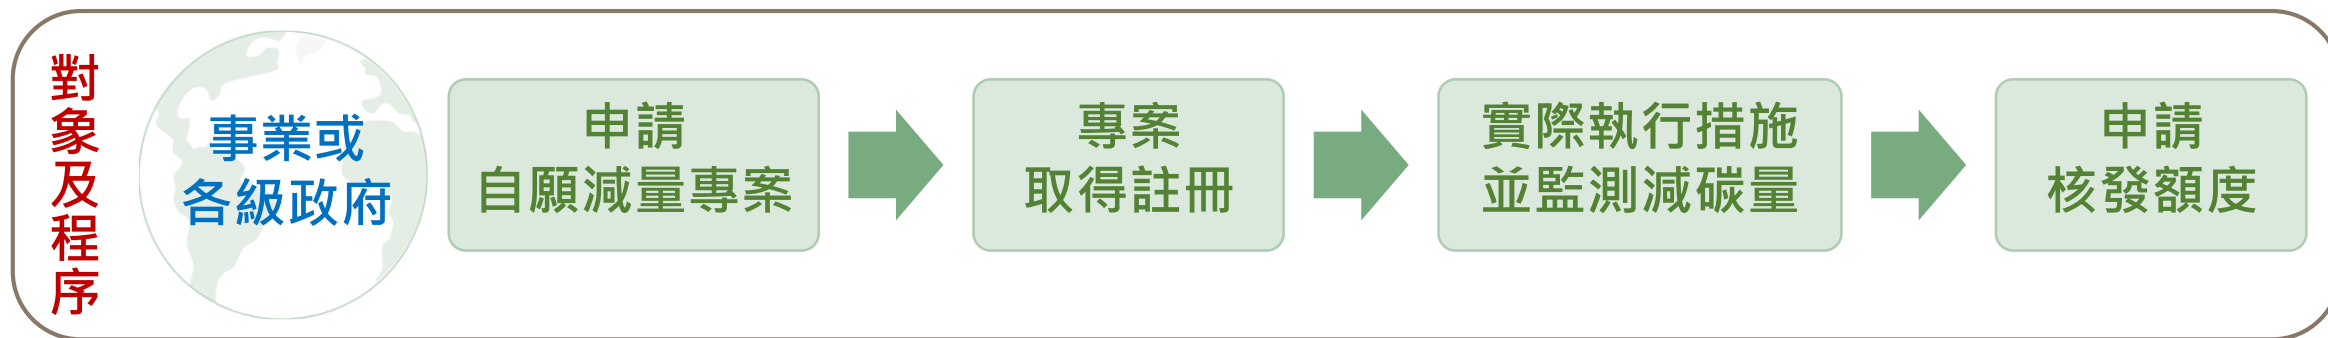 對象及程序
事業或
各級政府
申請
自願減量專案
專案
取得註冊
實際執行措施
並監測減碳量
申請
核發額度